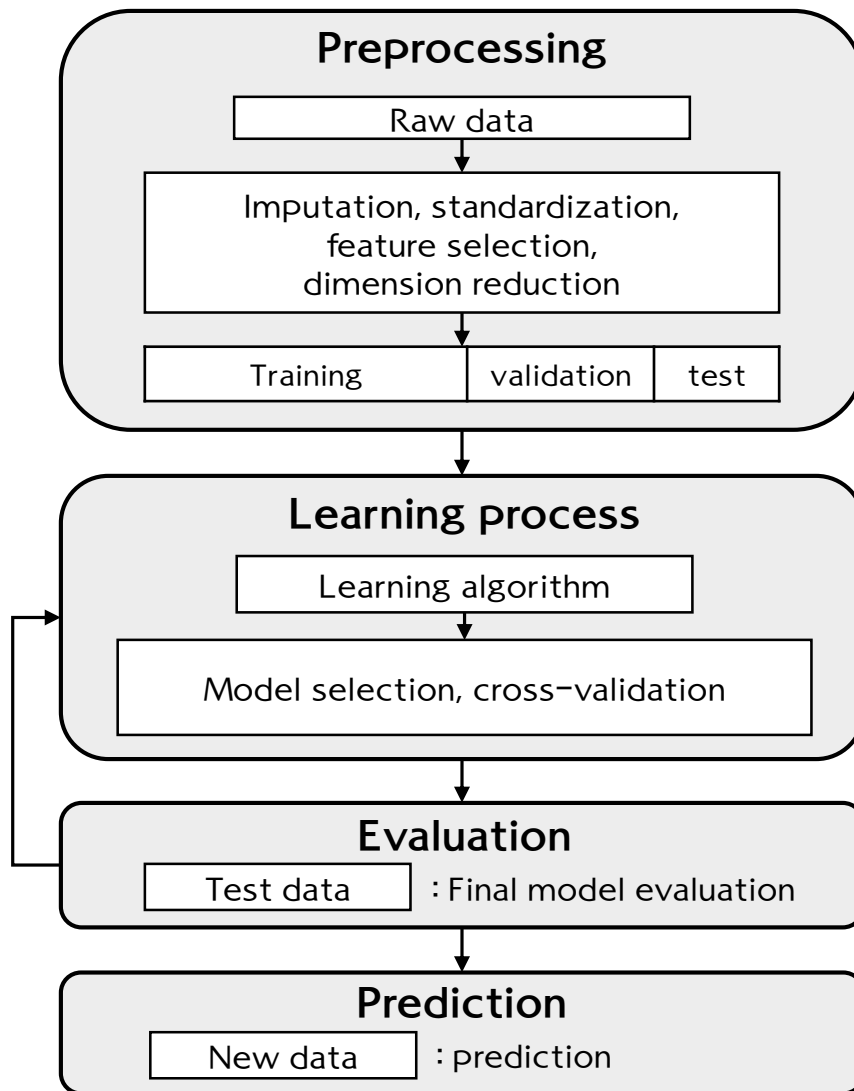 Preprocessing
Raw data
Imputation, standardization,
feature selection,
dimension reduction
Training
validation
test
Learning process
Learning algorithm
Model selection, cross-validation
Evaluation
Test data
: Final model evaluation
Prediction
New data
: prediction